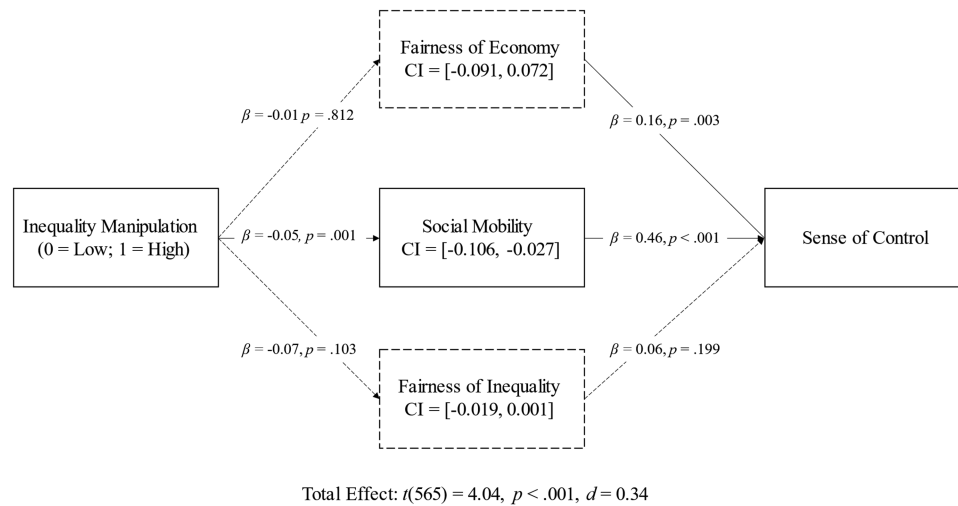 Fairness of Economy
CI = [-0.091, 0.072]
β = -0.01 p = .812
β = 0.16, p = .003
Inequality Manipulation
(0 = Low; 1 = High)
β = -0.05, p = .001
Social Mobility
CI = [-0.106, -0.027]
β = 0.46, p < .001
Sense of Control
β = -0.07, p = .103
β = 0.06, p = .199
Fairness of Inequality
CI = [-0.019, 0.001]
Total Effect: t(565) = 4.04, p < .001, d = 0.34